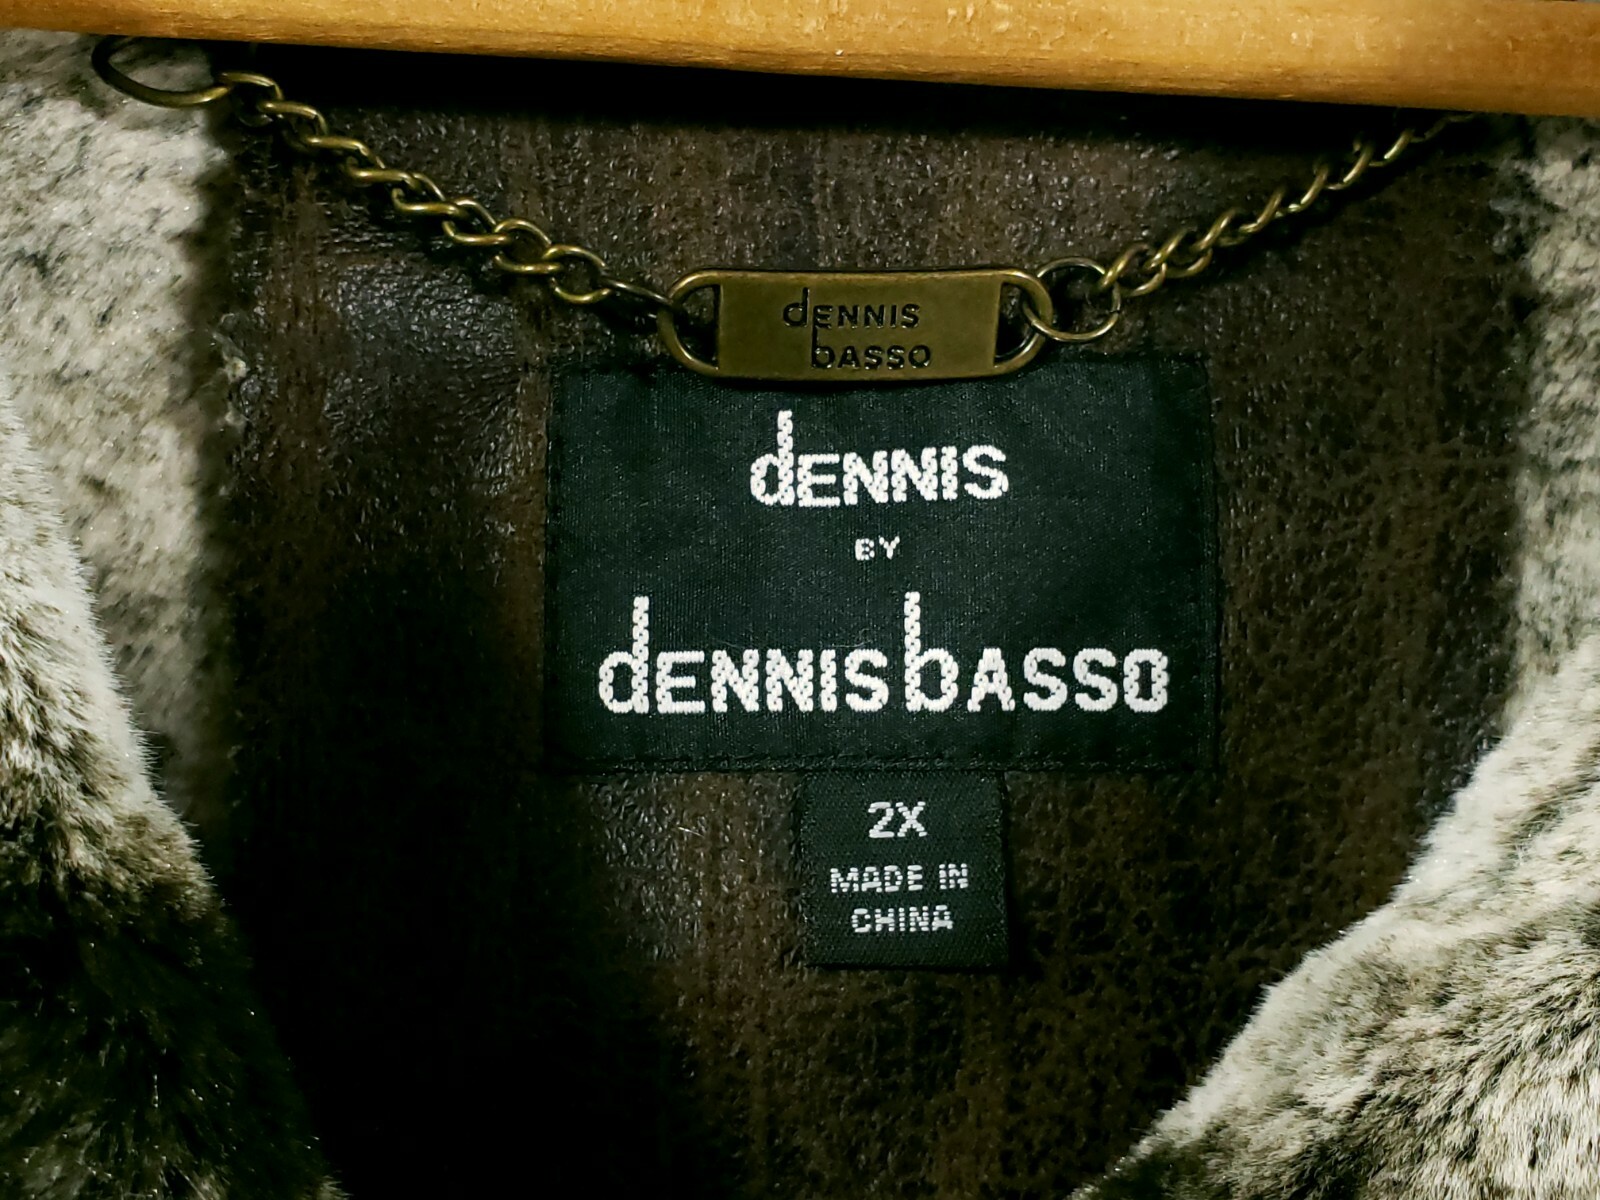 dENNIS
bASSO
dENNIS
BY
dENNIS bASSO
2X
MADE IN
CHINA